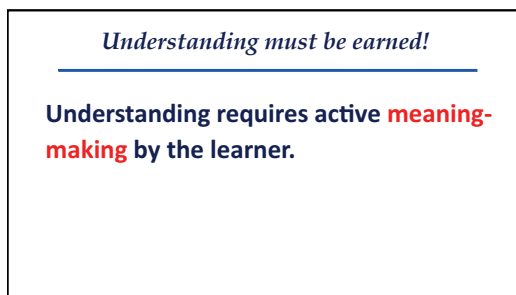 Understanding must be earned!
Understanding requires active meaning-
making by the learner.